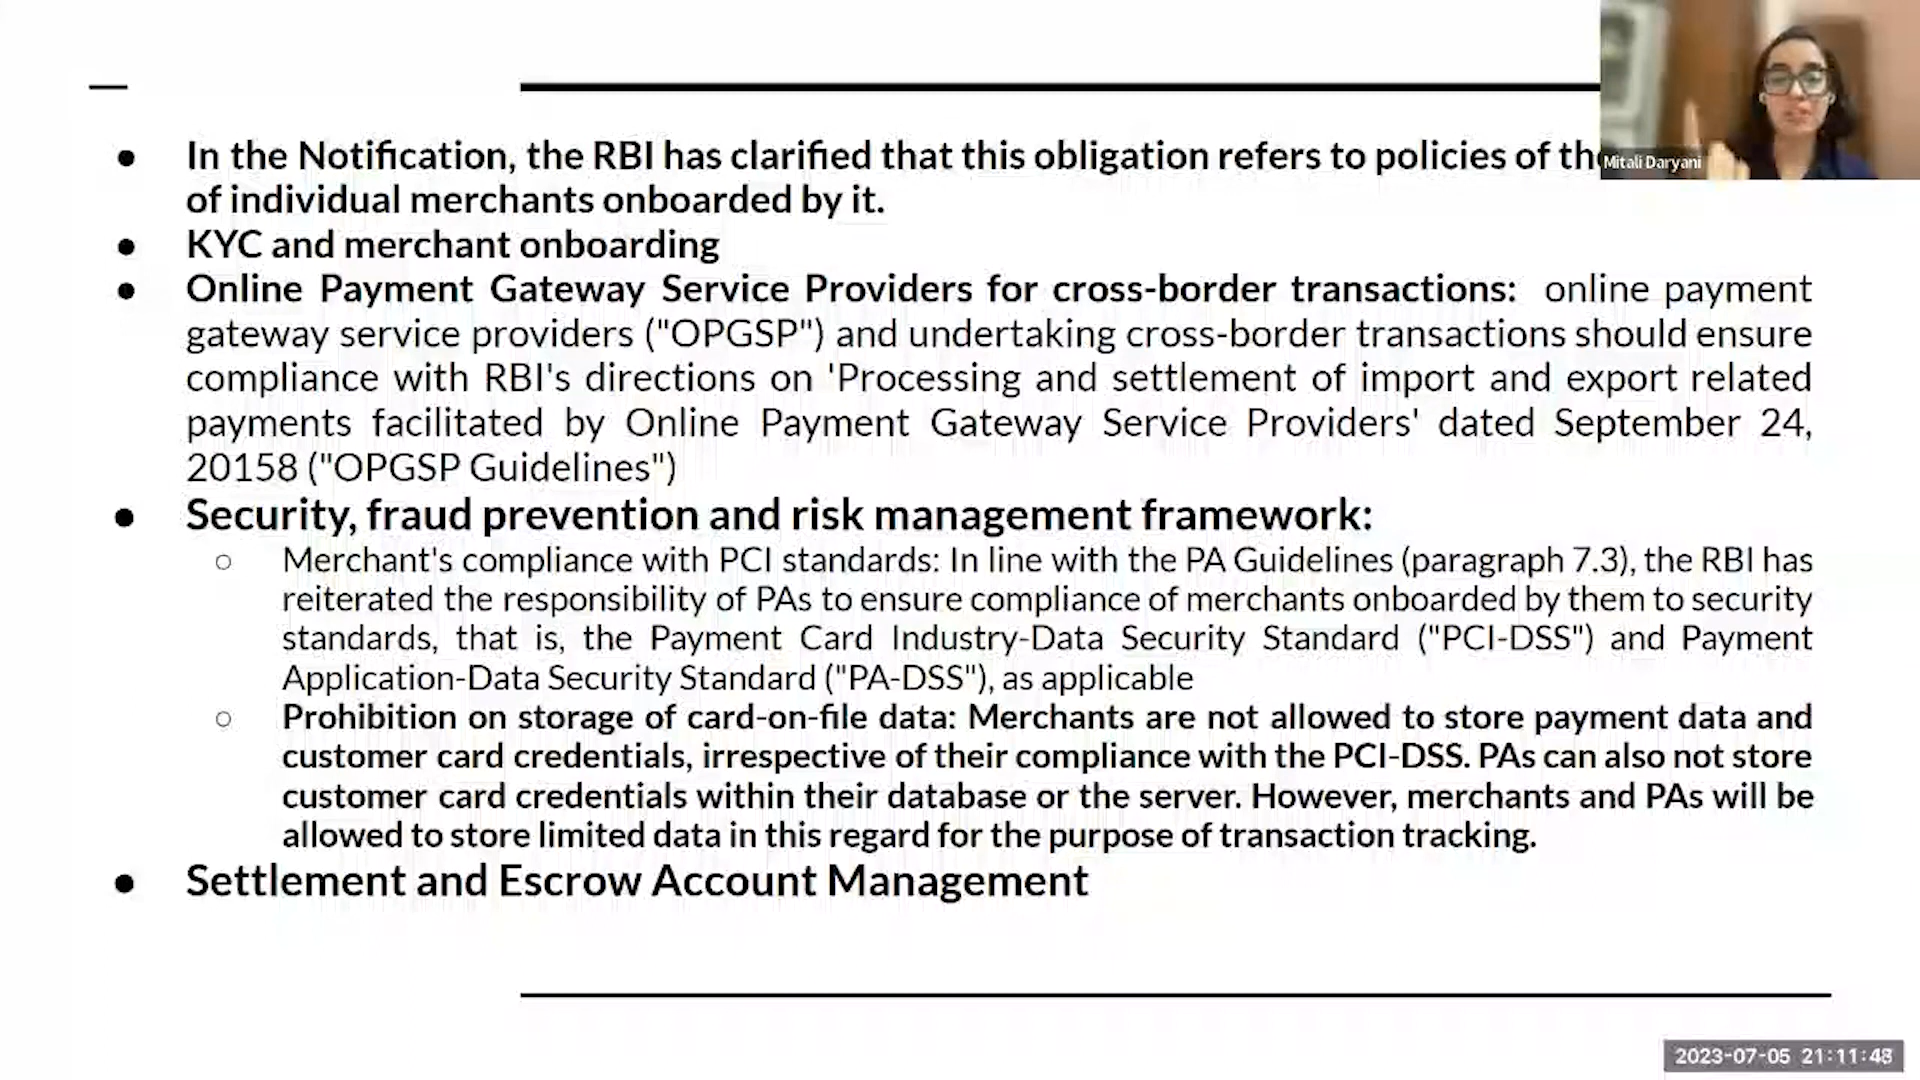 ● In the Notification, the RBI has clarified that this obligation refers to policies of the
of individual merchants onboarded by it.
● KYC and merchant onboarding
● Online Payment Gateway Service Providers for cross-border transactions: online payment
gateway service providers ("OPGSP") and undertaking cross-border transactions should ensure
compliance with RBI's directions on 'Processing and settlement of import and export related
payments facilitated by Online Payment Gateway Service Providers' dated September 24,
20158 ("OPGSP Guidelines")
● Security, fraud prevention and risk management framework:
○ Merchant's compliance with PCI standards: In line with the PA Guidelines (paragraph 7.3), the RBI has
reiterated the responsibility of PAs to ensure compliance of merchants onboarded by them to security
standards, that is, the Payment Card Industry-Data Security Standard ("PCI-DSS") and Payment
Application-Data Security Standard ("PA-DSS"), as applicable
○ Prohibition on storage of card-on-file data: Merchants are not allowed to store payment data and
customer card credentials, irrespective of their compliance with the PCI-DSS. PAs can also not store
customer card credentials within their database or the server. However, merchants and PAs will be
allowed to store limited data in this regard for the purpose of transaction tracking.
● Settlement and Escrow Account Management
Mitali Daryani
2023-07-05 21:11:48